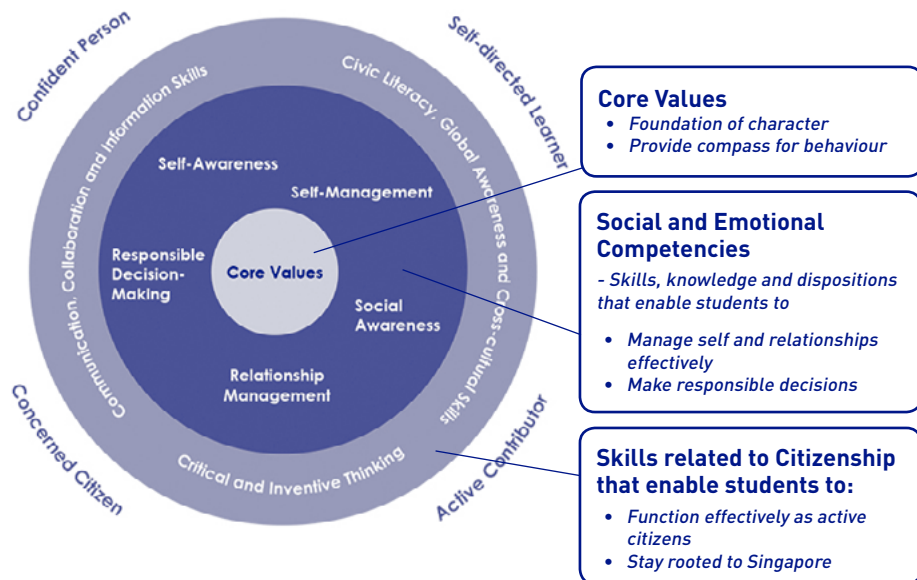 Confident Person
Self-directed Learner
Communication, Collaboration and Information Skills
Civic Literacy, Global Awareness and Cross-cultural Skills
Self-Awareness
Self-Management
Responsible
Decision-
Making
Core Values
Social
Awareness
Relationship
Management
Critical and Inventive Thinking
Concerned Citizen
Active Contributor
Core Values
• Foundation of character
• Provide compass for behaviour
Social and Emotional
Competencies
- Skills, knowledge and dispositions
that enable students to
• Manage self and relationships
effectively
• Make responsible decisions
Skills related to Citizenship
that enable students to:
• Function effectively as active
citizens
• Stay rooted to Singapore